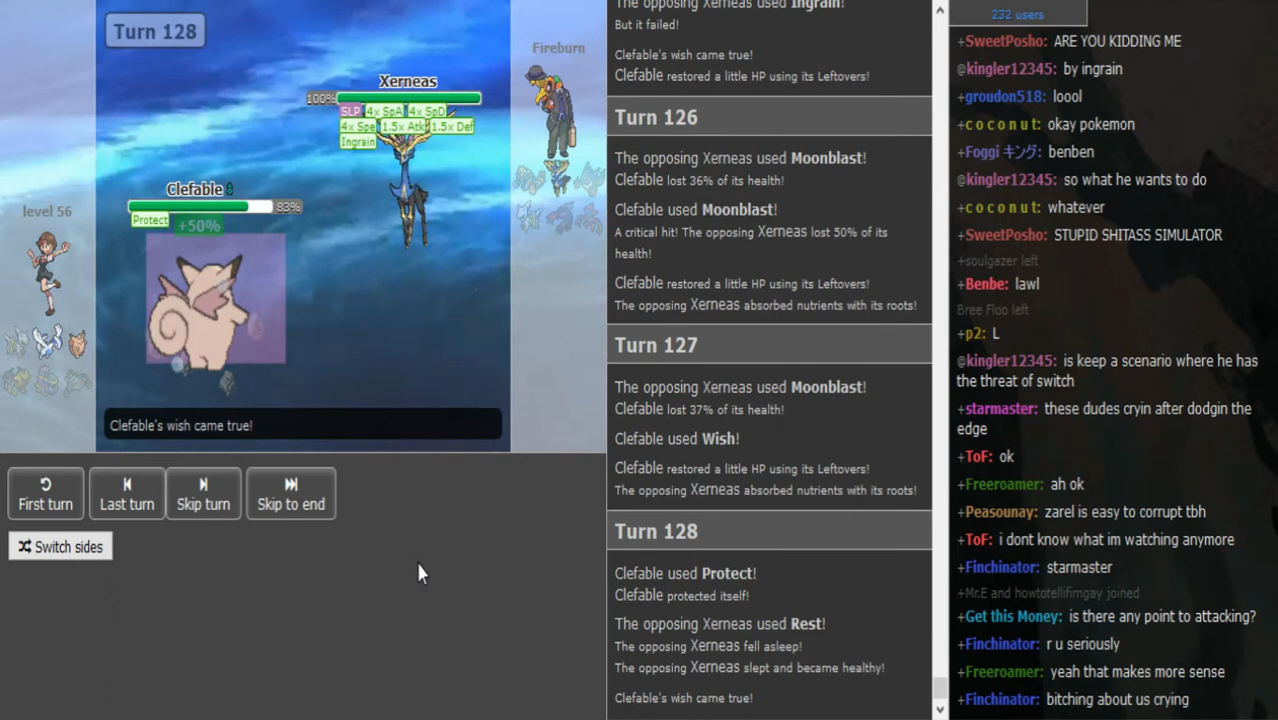 Turn 128
Xerneas
100%
SLP 4x SpA 4x SpD
4x Spe 1.5x Atk 1.5x Def
Ingrain
Clefable
83%
Protect
+50%
Clefable's wish came true!
level 56
Fireburn
First turn
Last turn
Skip turn
Skip to end
Switch sides
The opposing Xerneas used Ingrain!
But it failed!
Clefable's wish came true!
Clefable restored a little HP using its Leftovers!
Turn 126
The opposing Xerneas used Moonblast!
Clefable lost 36% of its health!
Clefable used Moonblast!
A critical hit! The opposing Xerneas lost 50% of its
health!
Clefable restored a little HP using its Leftovers!
The opposing Xerneas absorbed nutrients with its roots!
Turn 127
The opposing Xerneas used Moonblast!
Clefable lost 37% of its health!
Clefable used Wish!
Clefable restored a little HP using its Leftovers!
The opposing Xerneas absorbed nutrients with its roots!
Turn 128
Clefable used Protect!
Clefable protected itself!
The opposing Xerneas used Rest!
The opposing Xerneas fell asleep!
The opposing Xerneas slept and became healthy!
Clefable's wish came true!
232 users
+SweetPosho: ARE YOU KIDDING ME
@kingler12345: by ingrain
+groudon518: loool
+c o c o n u t: okay pokemon
+Foggi キング: benben
@kingler12345: so what he wants to do
+c o c o n u t: whatever
+SweetPosho: STUPID SHITASS SIMULATOR
+soulgazer left
+Benbe: lawl
Bree Floo left
+p2: L
@kingler12345: is keep a scenario where he has
the threat of switch
+starmaster: these dudes cryin after dodgin the
edge
+ToF: ok
+Freeroamer: ah ok
+Peasounay: zarel is easy to corrupt tbh
+ToF: i dont know what im watching anymore
+Finchinator: starmaster
+Mr.E and howtotellifimgay joined
+Get this Money: is there any point to attacking?
+Finchinator: r u seriously
+Freeroamer: yeah that makes more sense
+Finchinator: bitching about us crying